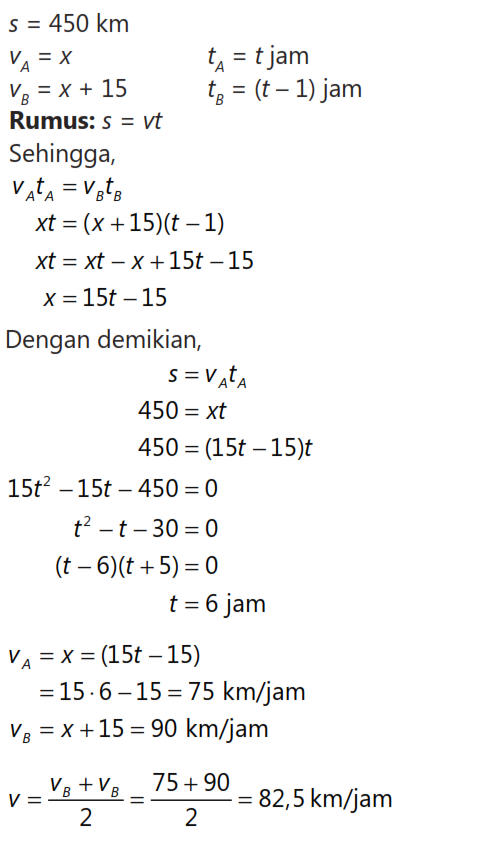 s = 450 km
v_A = x t_A = t jam
v_B = x + 15 t_B = (t – 1) jam
Rumus: s = vt
Sehingga,
v_A t_A = v_B t_B
xt = (x + 15)(t – 1)
xt = xt – x + 15t – 15
x = 15t – 15
Dengan demikian,
s = v_A t_A
450 = xt
450 = (15t – 15)t
15t² – 15t – 450 = 0
t² – t – 30 = 0
(t – 6)(t + 5) = 0
t = 6 jam
v_A = x = (15t – 15)
= 15 · 6 – 15 = 75 km/jam
v_B = x + 15 = 90 km/jam
v = (v_B + v_B)/2 = (75 + 90)/2 = 82,5 km/jam